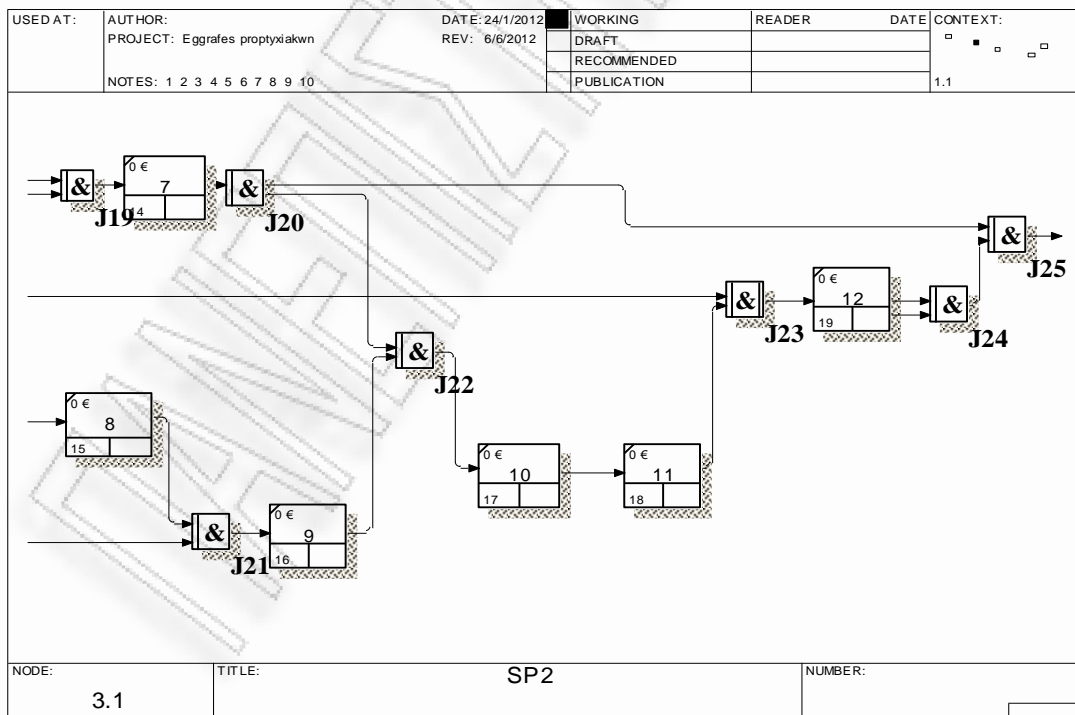 USED AT: AUTHOR: DATE: 24/1/2012 WORKING READER DATE CONTEXT:
PROJECT: Eggrafes proptyxiakwn REV: 6/6/2012 DRAFT
RECOMMENDED
NOTES: 1 2 3 4 5 6 7 8 9 10 PUBLICATION 1.1
0 €
& 7 &
14
J19 J20
&
J25
0 €
& 12 &
19
J23 J24
&
J22
0 €
8
15
0 € 0 €
10 11
17 18
0 €
& 9
16
J21
NODE: TITLE: SP2 NUMBER:
3.1